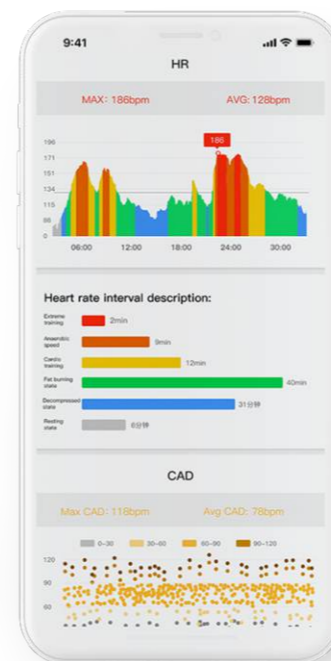 9:41
HR
MAX: 186bpm AVG: 128bpm
186
196
171
151
134
115
86
0
06:00 12:00 18:00 24:00 30:00
Heart rate interval description:
Extreme training 2min
Anaerobic speed 9min
Cardio training 12min
Fat burning state 40min
Decompressed state 31分钟
Resting state 8分钟
CAD
Max CAD: 118bpm Avg CAD: 78bpm
0-30 30-60 60-90 90-120
120
90
60